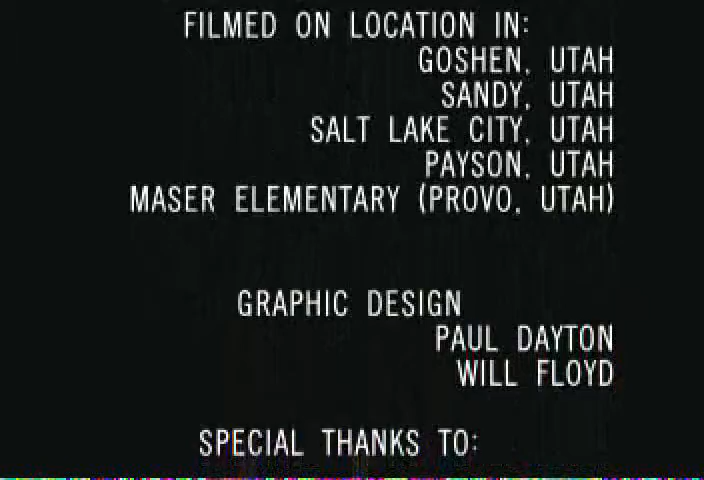 FILMED ON LOCATION IN:
GOSHEN, UTAH
SANDY, UTAH
SALT LAKE CITY, UTAH
PAYSON, UTAH
MASER ELEMENTARY (PROVO, UTAH)
GRAPHIC DESIGN
PAUL DAYTON
WILL FLOYD
SPECIAL THANKS TO: